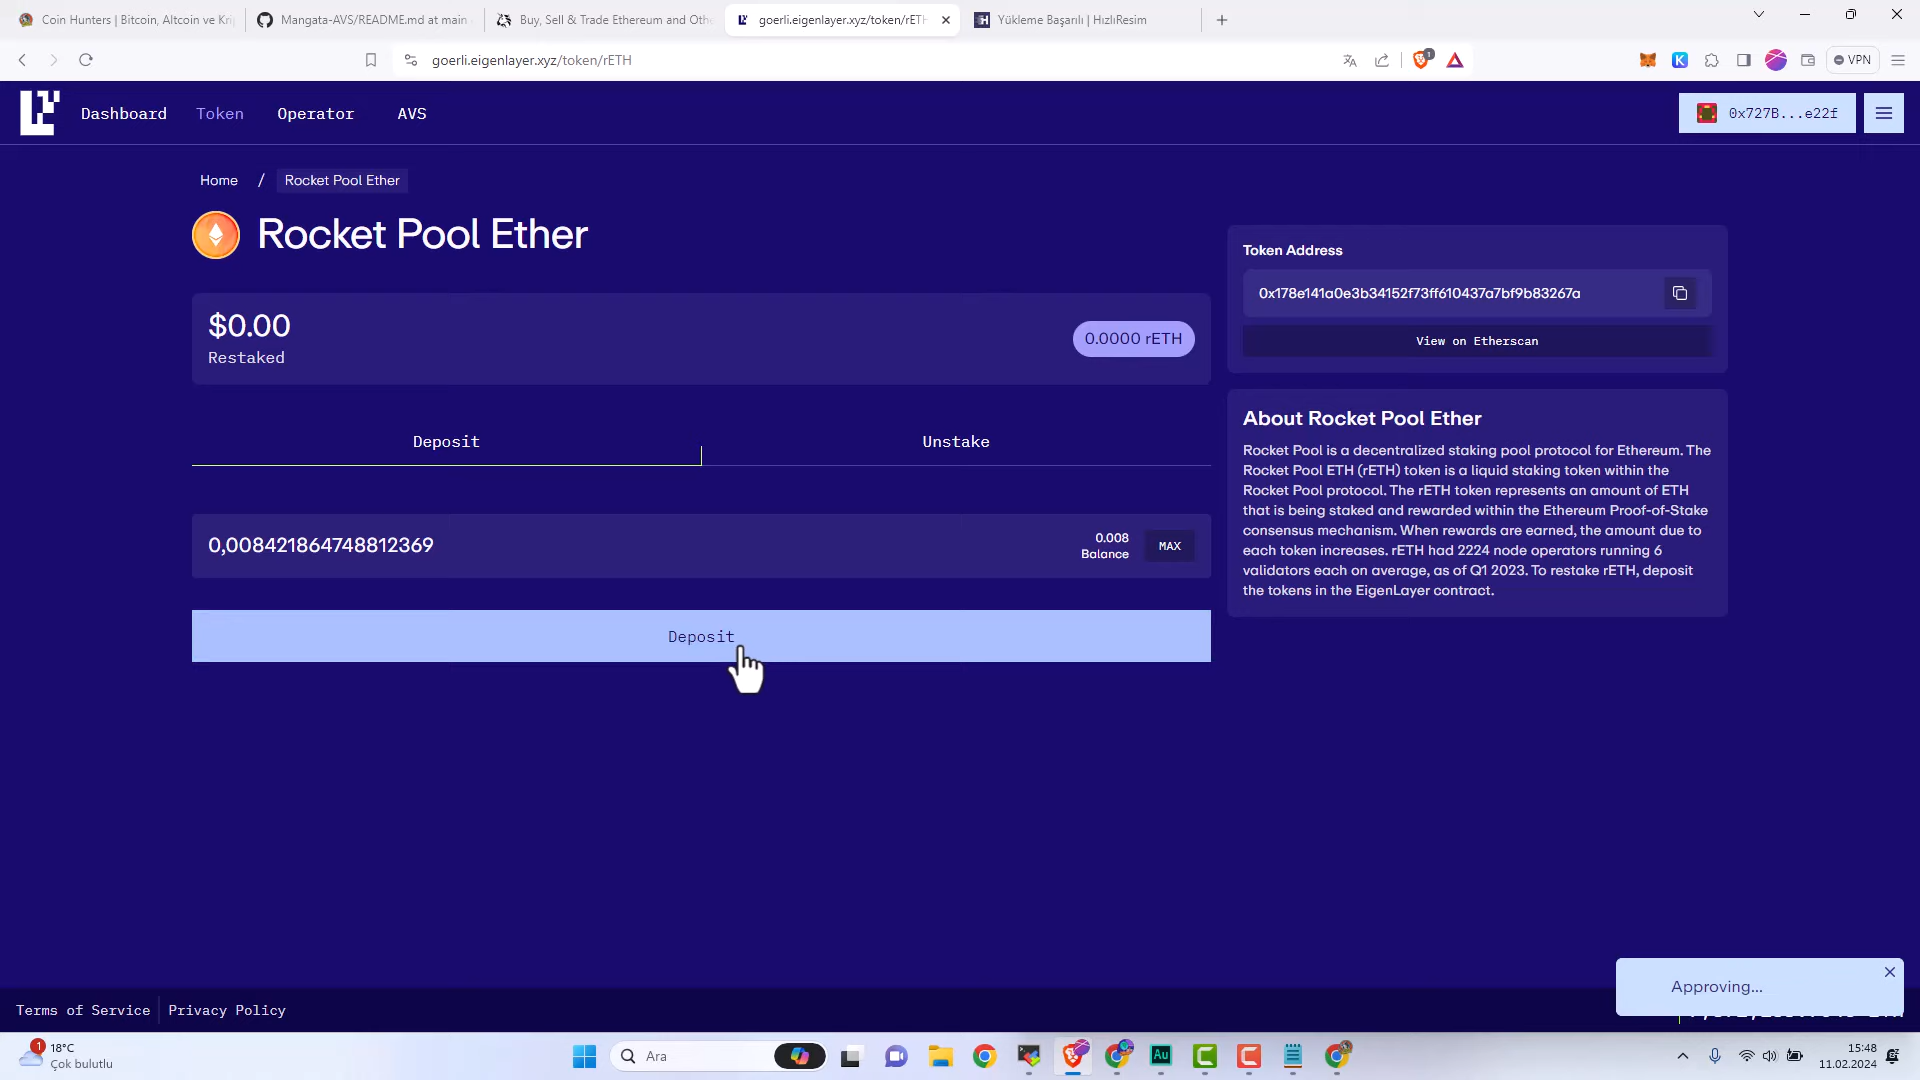 Coin Hunters | Bitcoin, Altcoin ve Kri
Mangata-AVS/README.md at main
Buy, Sell & Trade Ethereum and Othe
goerli.eigenlayer.xyz/token/rETH
Yükleme Başarılı | HızlıResim
goerli.eigenlayer.xyz/token/rETH
1
VPN
Dashboard
Token
Operator
AVS
0x727B...e22f
Home / Rocket Pool Ether
Rocket Pool Ether
$0.00
Restaked
0.0000 rETH
Deposit
Unstake
0,008421864748812369
0.008
Balance
MAX
Deposit
Token Address
0x178e141a0e3b34152f73ff610437a7bf9b83267a
View on Etherscan
About Rocket Pool Ether
Rocket Pool is a decentralized staking pool protocol for Ethereum. The
Rocket Pool ETH (rETH) token is a liquid staking token within the
Rocket Pool protocol. The rETH token represents an amount of ETH
that is being staked and rewarded within the Ethereum Proof-of-Stake
consensus mechanism. When rewards are earned, the amount due to
each token increases. rETH had 2224 node operators running 6
validators each on average, as of Q1 2023. To restake rETH, deposit
the tokens in the EigenLayer contract.
Approving...
Terms of Service
Privacy Policy
1
18°C
Çok bulutlu
Ara
Au
15:48
11.02.2024